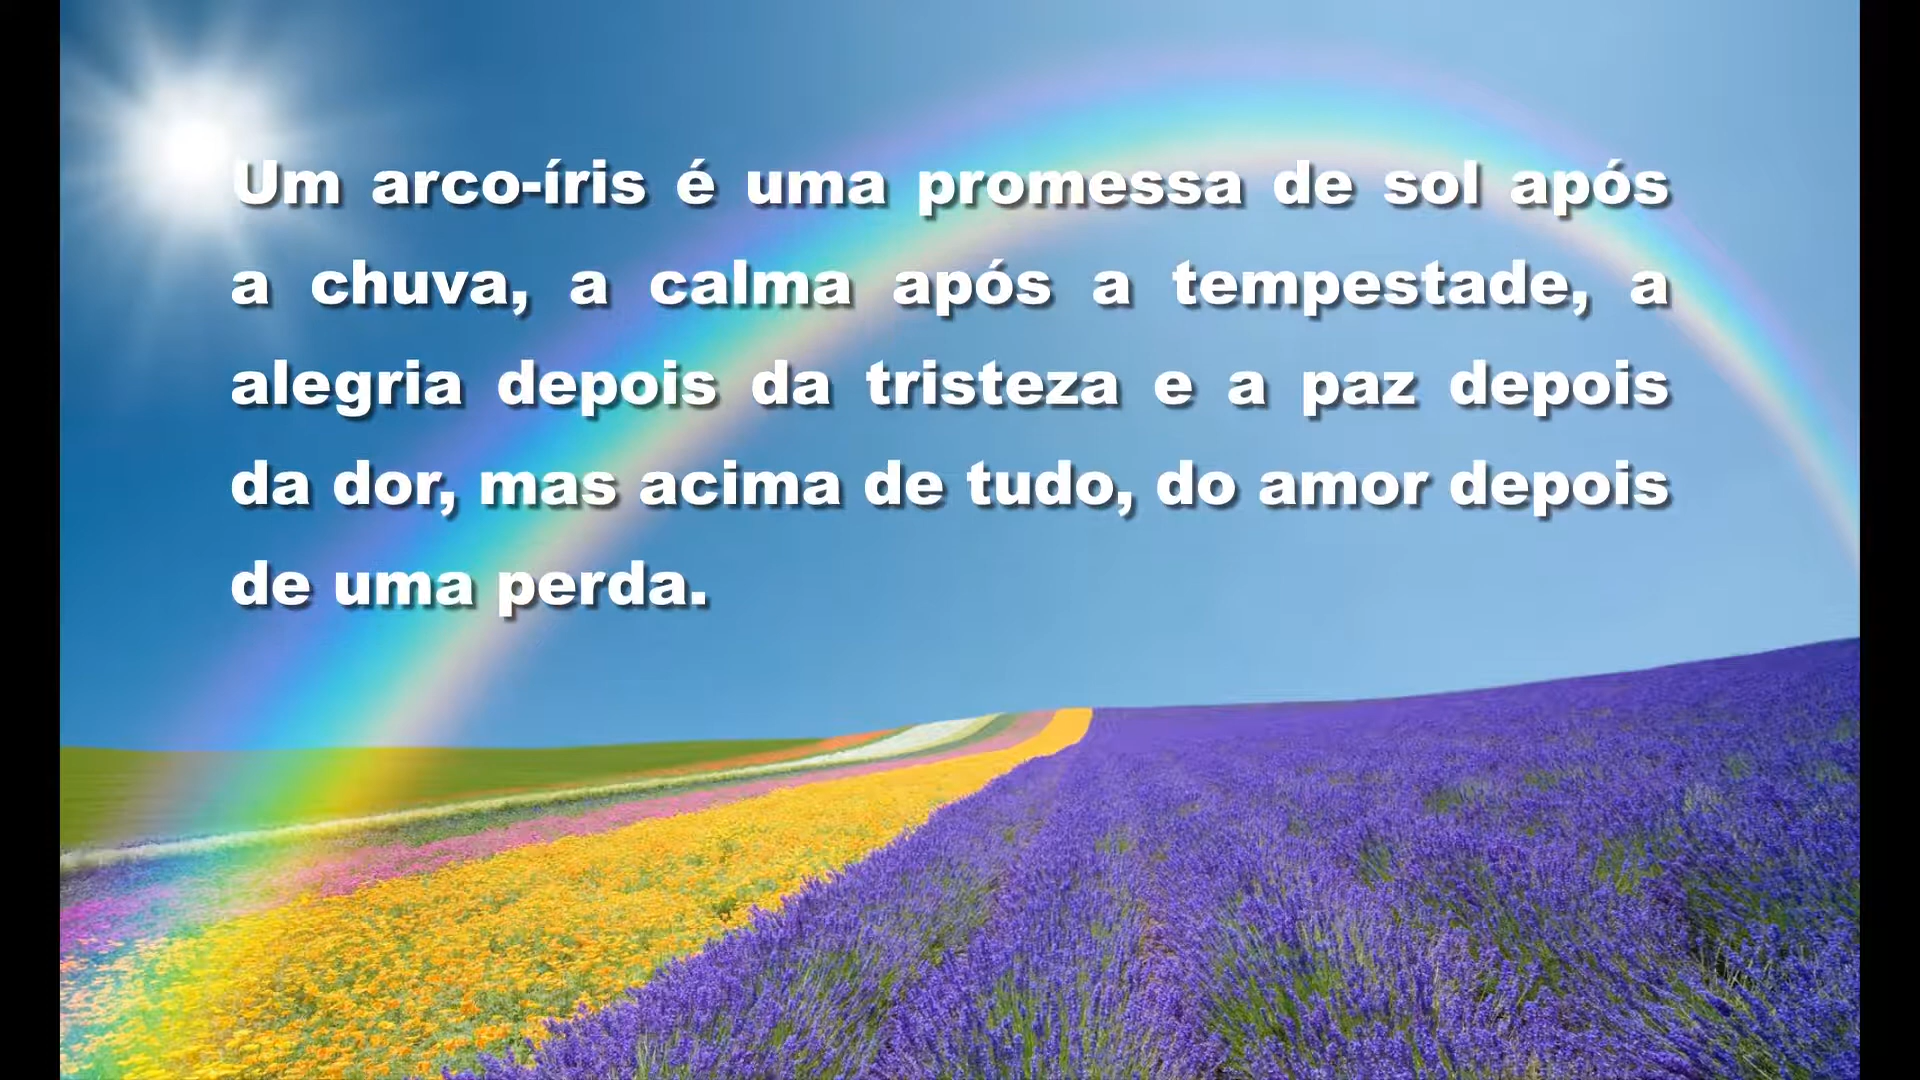 Um arco-íris é uma promessa de sol após
a chuva, a calma após a tempestade, a
alegria depois da tristeza e a paz depois
da dor, mas acima de tudo, do amor depois
de uma perda.